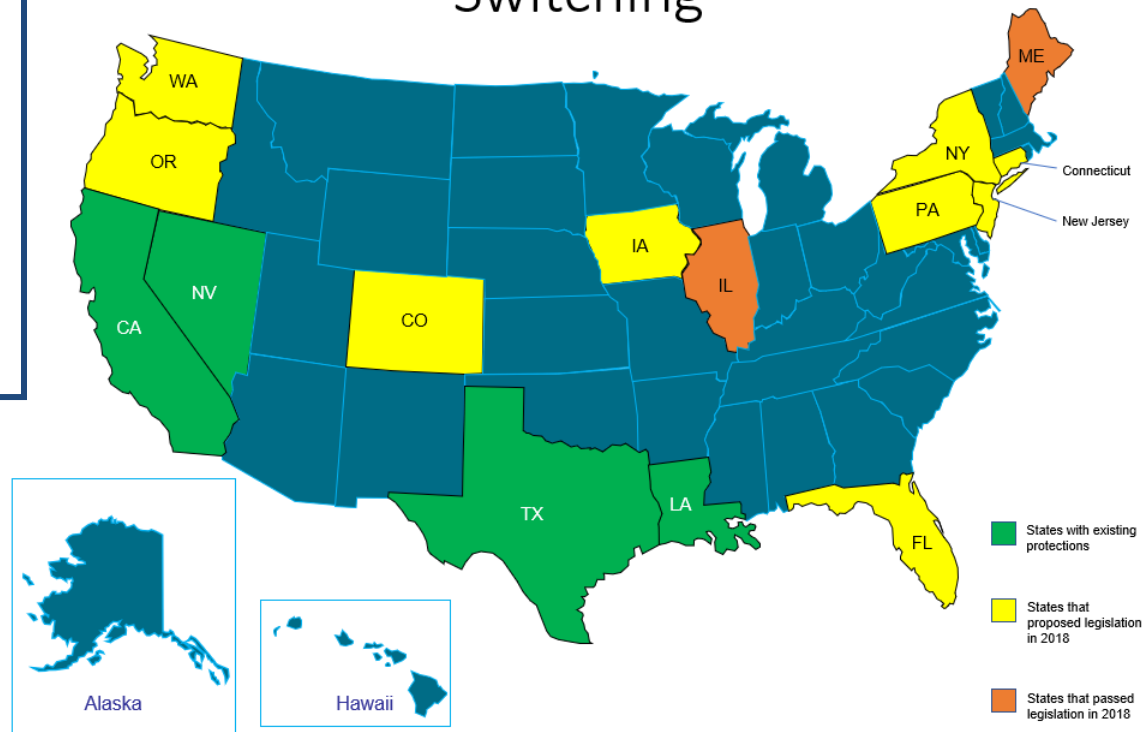 Switching
WA
OR
CA
NV
CO
TX
LA
IA
IL
FL
PA
NY
ME
Connecticut
New Jersey
Alaska
Hawaii
States with existing
protections
States that
proposed legislation
in 2018
States that passed
legislation in 2018